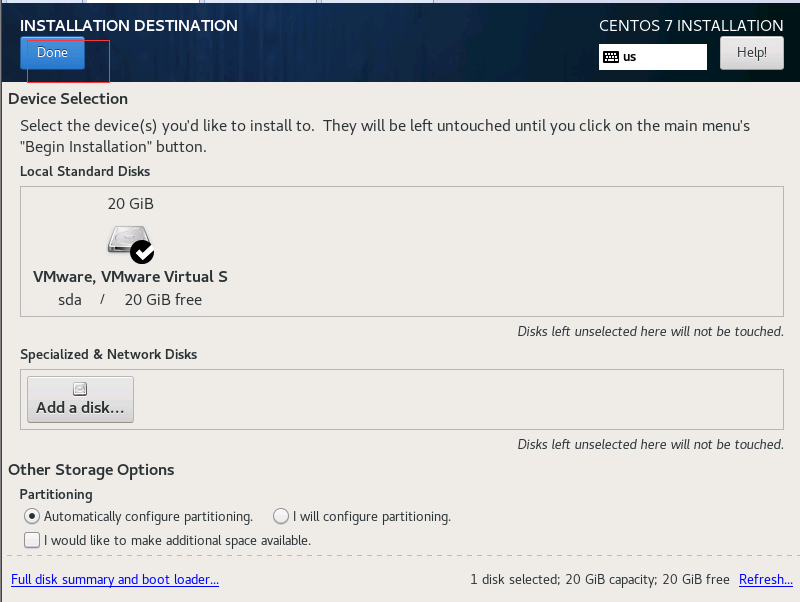 INSTALLATION DESTINATION
CENTOS 7 INSTALLATION
Done
us
Help!
Device Selection
Select the device(s) you'd like to install to.  They will be left untouched until you click on the main menu's
"Begin Installation" button.
Local Standard Disks
20 GiB
VMware, VMware Virtual S
sda / 20 GiB free
Disks left unselected here will not be touched.
Specialized & Network Disks
Add a disk...
Disks left unselected here will not be touched.
Other Storage Options
Partitioning
Automatically configure partitioning. I will configure partitioning.
I would like to make additional space available.
Full disk summary and boot loader... 1 disk selected; 20 GiB capacity; 20 GiB free Refresh...